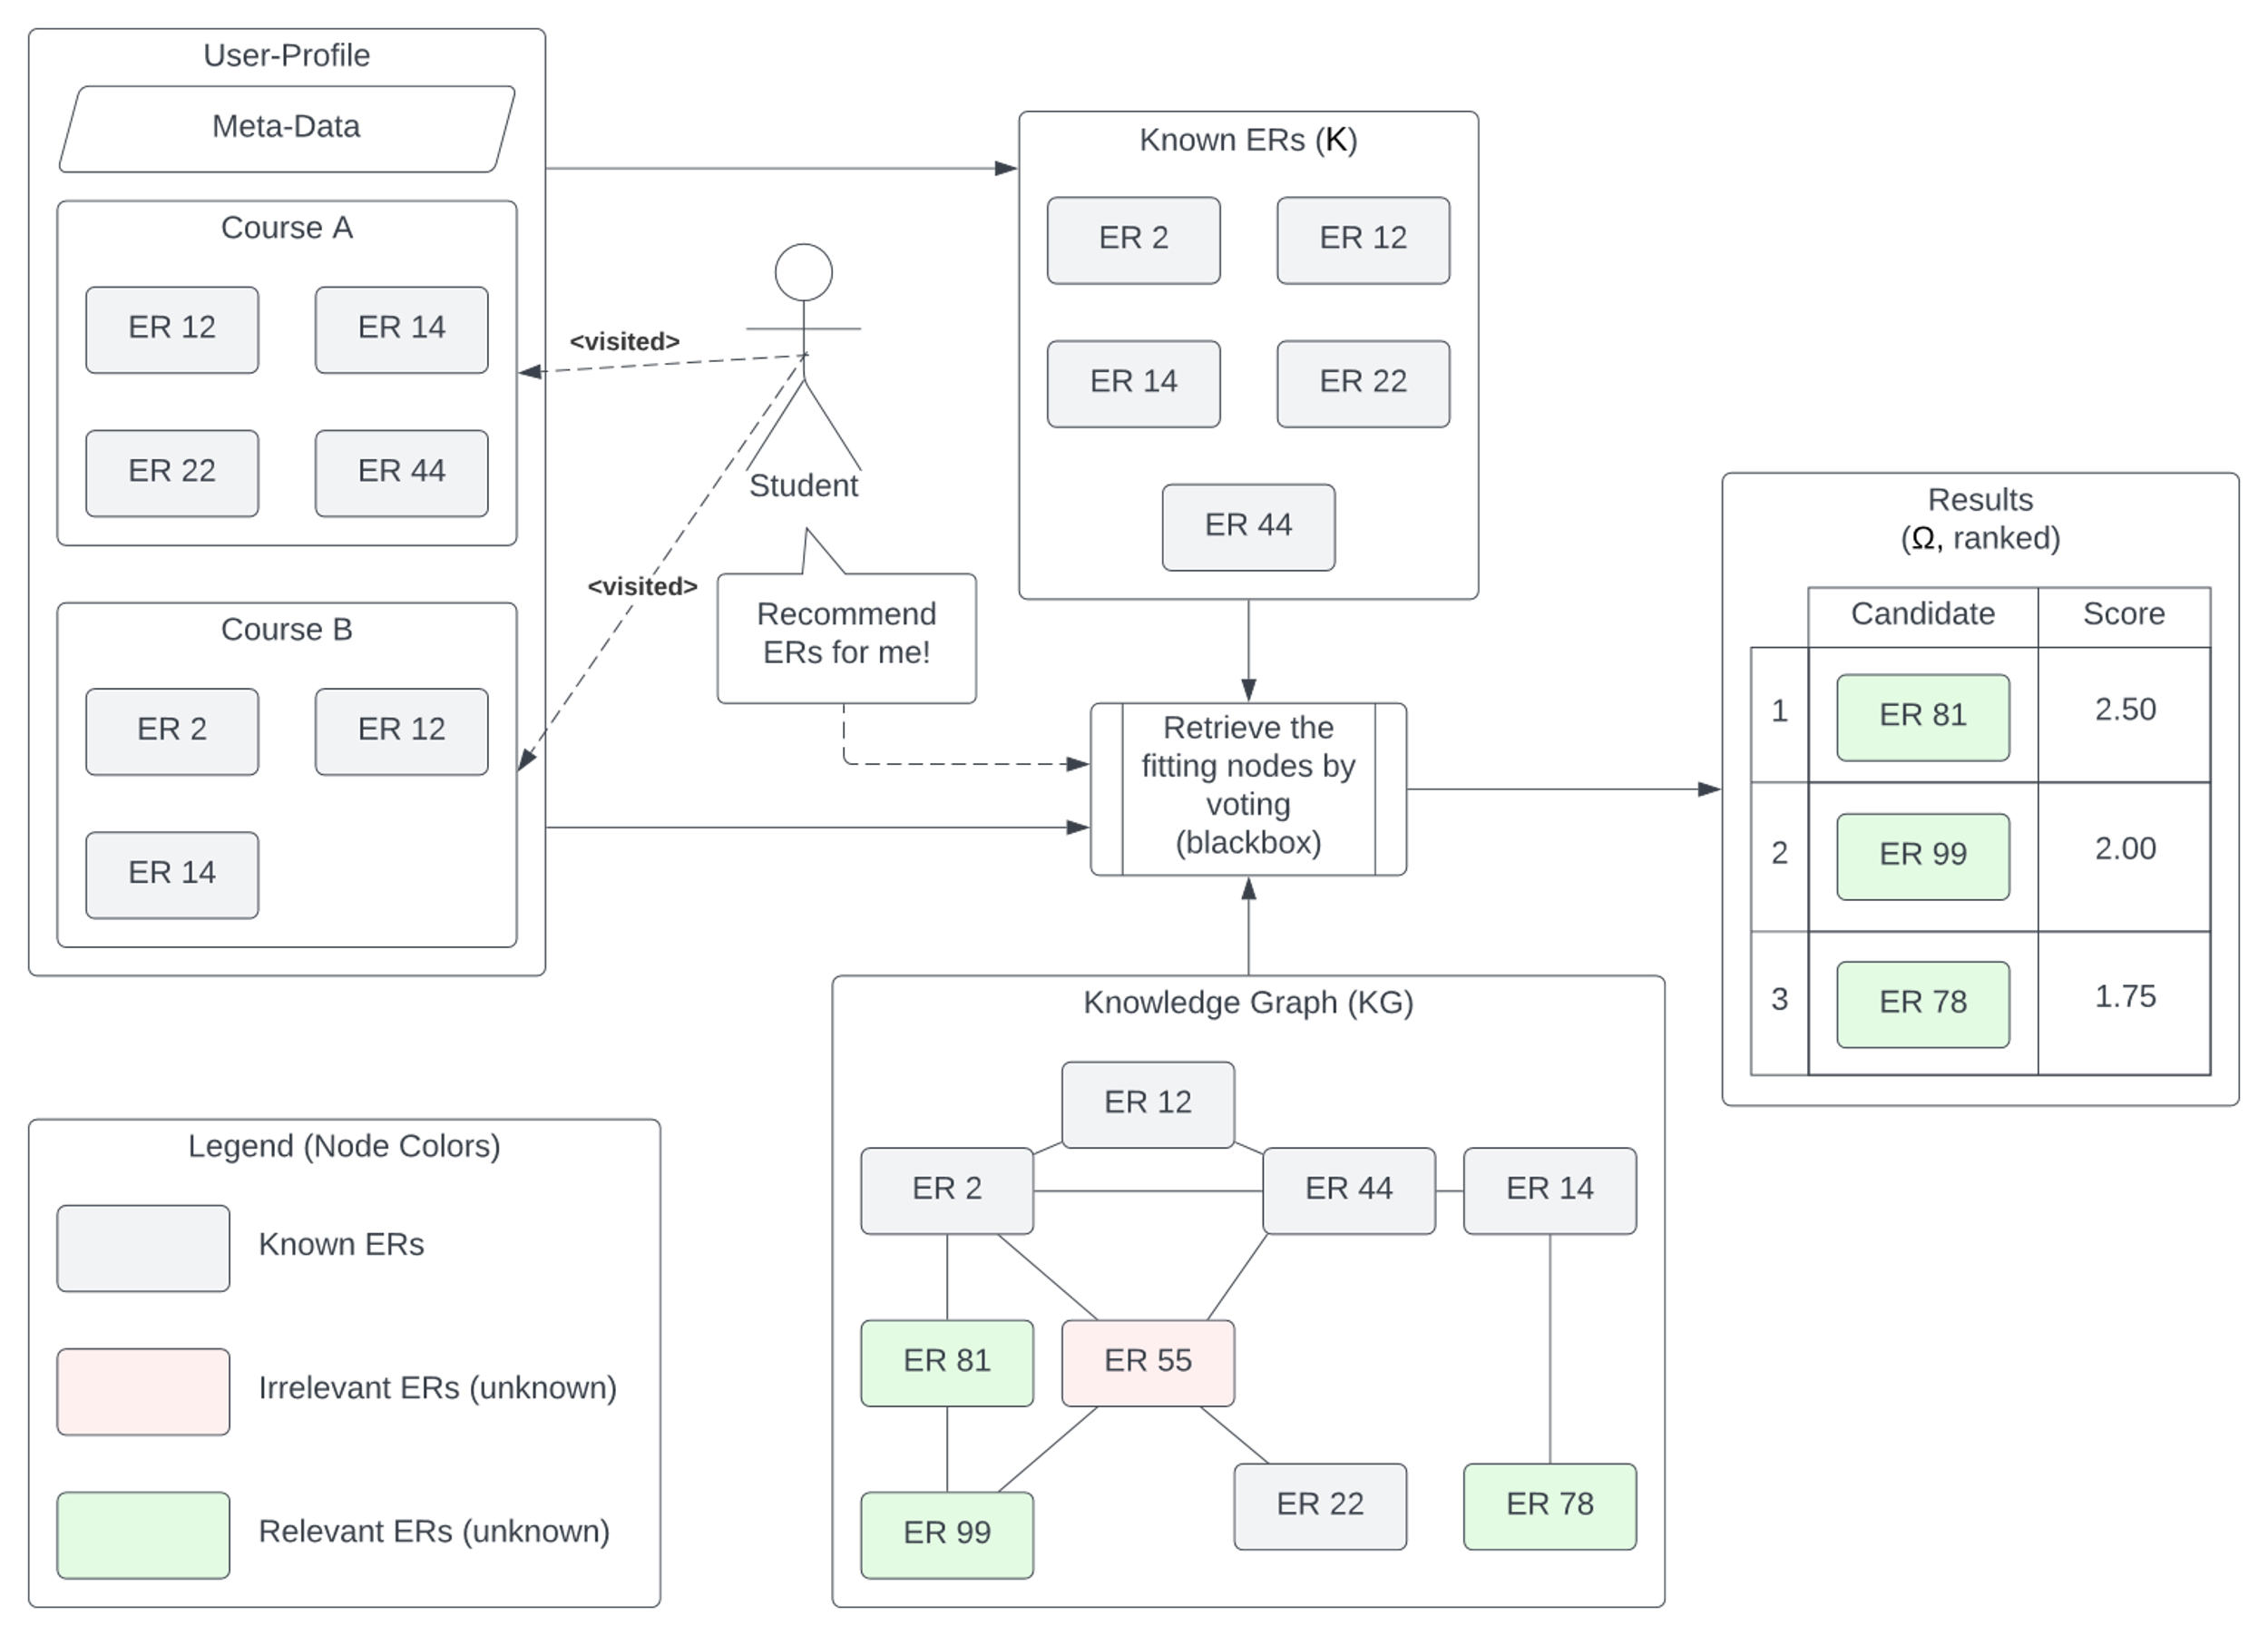 User-Profile
Meta-Data
Course A
ER 12
ER 14
ER 22
ER 44
Course B
ER 2
ER 12
ER 14
<visited>
<visited>
Student
Recommend
ERs for me!
Known ERs (K)
ER 2
ER 12
ER 14
ER 22
ER 44
Retrieve the
fitting nodes by
voting
(blackbox)
Results
(Ω, ranked)
Candidate
Score
1
ER 81
2.50
2
ER 99
2.00
3
ER 78
1.75
Knowledge Graph (KG)
ER 12
ER 2
ER 44
ER 14
ER 81
ER 55
ER 22
ER 78
ER 99
Legend (Node Colors)
Known ERs
Irrelevant ERs (unknown)
Relevant ERs (unknown)